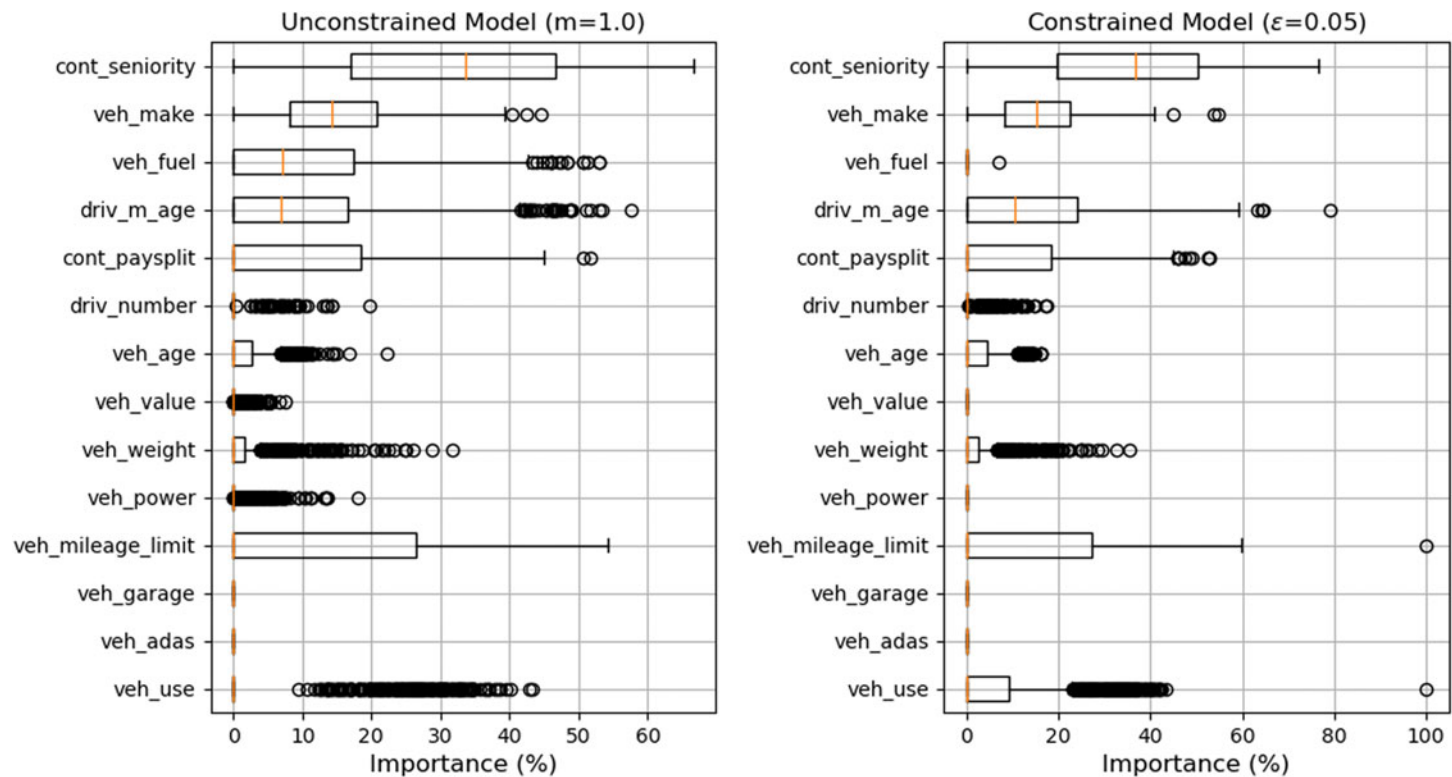 Unconstrained Model (m=1.0)
cont_seniority
veh_make
veh_fuel
driv_m_age
cont_paysplit
driv_number
veh_age
veh_value
veh_weight
veh_power
veh_mileage_limit
veh_garage
veh_adas
veh_use
0 10 20 30 40 50 60
Importance (%)
Constrained Model (ε=0.05)
cont_seniority
veh_make
veh_fuel
driv_m_age
cont_paysplit
driv_number
veh_age
veh_value
veh_weight
veh_power
veh_mileage_limit
veh_garage
veh_adas
veh_use
0 20 40 60 80 100
Importance (%)